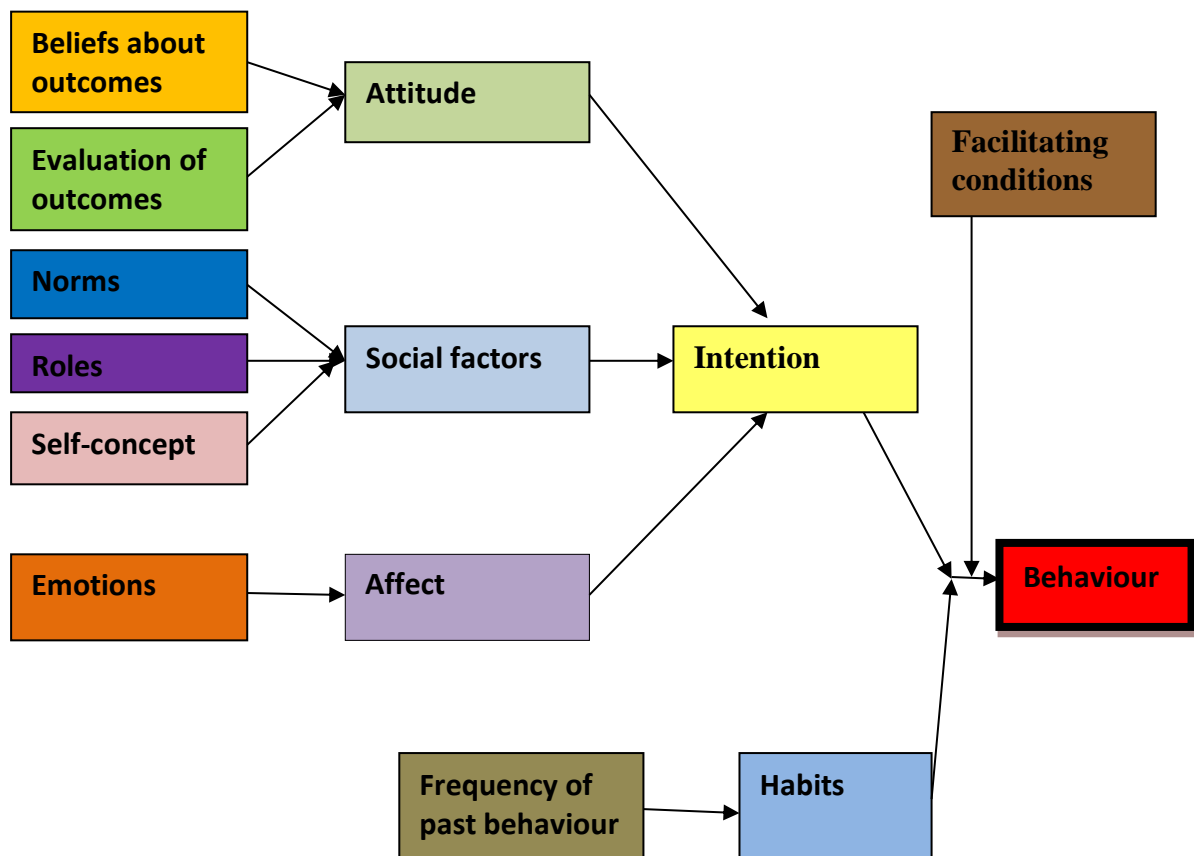 Beliefs about
outcomes
Attitude
Evaluation of
outcomes
Facilitating
conditions
Norms
Roles
Social factors
Intention
Self-concept
Emotions
Affect
Behaviour
Frequency of
past behaviour
Habits